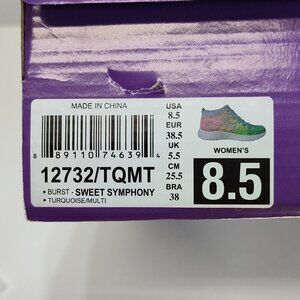 MADE IN CHINA
8 89110 74639 4
12732/TQMT
• BURST - SWEET SYMPHONY
• TURQUOISE/MULTI
USA
8.5
EUR
38.5
UK
5.5
CM
25.5
BRA
38
WOMEN'S
8.5